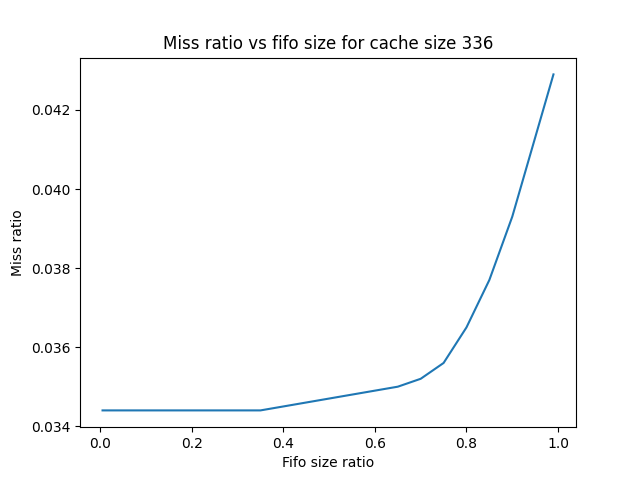 Miss ratio vs fifo size for cache size 336
0.042
0.040
0.038
0.036
0.034
Miss ratio
0.0 0.2 0.4 0.6 0.8 1.0
Fifo size ratio